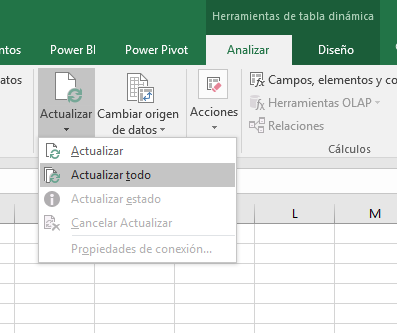 Herramientas de tabla dinámica
ntos Power BI Power Pivot Analizar Diseño
atos
Actualizar
Cambiar origen
de datos
Acciones
Campos, elementos y co
Herramientas OLAP
Relaciones
Cálculos
Actualizar
Actualizar todo
Actualizar estado
Cancelar Actualizar
Propiedades de conexión...
L M